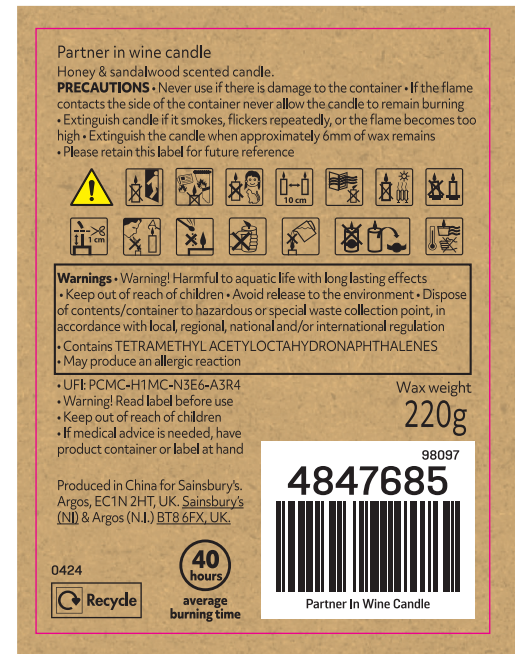 Partner in wine candle
Honey & sandalwood scented candle.
PRECAUTIONS • Never use if there is damage to the container • If the flame
contacts the side of the container never allow the candle to remain burning
• Extinguish candle if it smokes, flickers repeatedly, or the flame becomes too
high • Extinguish the candle when approximately 6mm of wax remains
• Please retain this label for future reference
10 cm
1 cm
Warnings • Warning! Harmful to aquatic life with long lasting effects
• Keep out of reach of children • Avoid release to the environment • Dispose
of contents/container to hazardous or special waste collection point, in
accordance with local, regional, national and/or international regulation
• Contains TETRAMETHYL ACETYLOCTAHYDRONAPHTHALENES
• May produce an allergic reaction
• UFI: PCMC-H1MC-N3E6-A3R4
• Warning! Read label before use
• Keep out of reach of children
• If medical advice is needed, have
product container or label at hand
Wax weight
220g
Produced in China for Sainsbury's.
Argos, EC1N 2HT, UK. Sainsbury's
(NI) & Argos (N.I.) BT8 6FX, UK.
98097
4847685
Partner In Wine Candle
0424
Recycle
40
hours
average
burning time